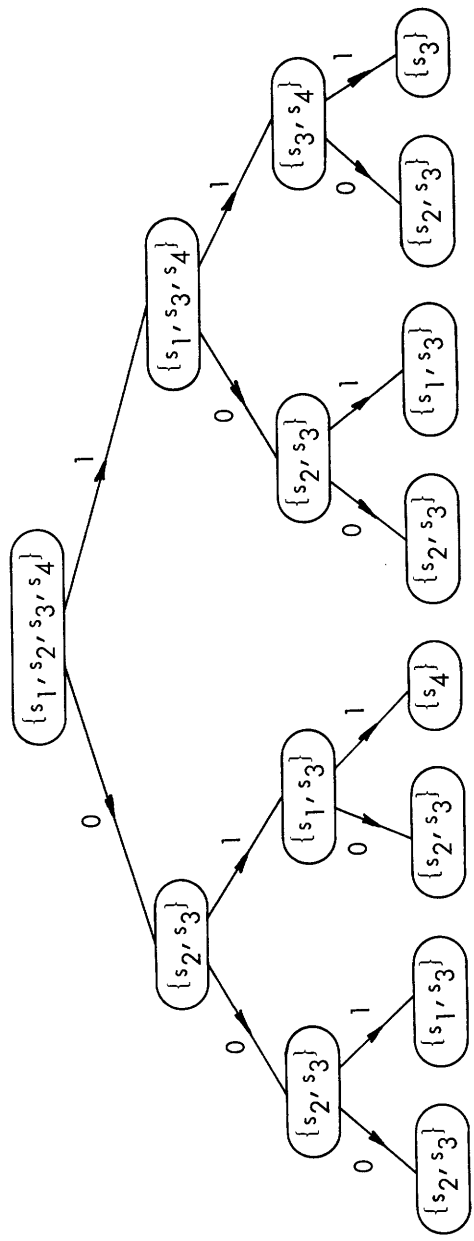 {s₁, s₂, s₃, s₄}
0 1
{s₂, s₃} {s₁, s₃, s₄}
0 1 0 1
{s₂, s₃} {s₁, s₃} {s₂, s₃} {s₃, s₄}
0 1 0 1 0 1 0 1
{s₂, s₃} {s₁, s₃} {s₂, s₃} {s₄} {s₂, s₃} {s₁, s₃} {s₂, s₃} {s₃}